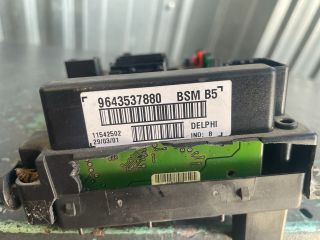 9643537880 BSM B5
11542502 DELPHI
29/03/01 IND: B